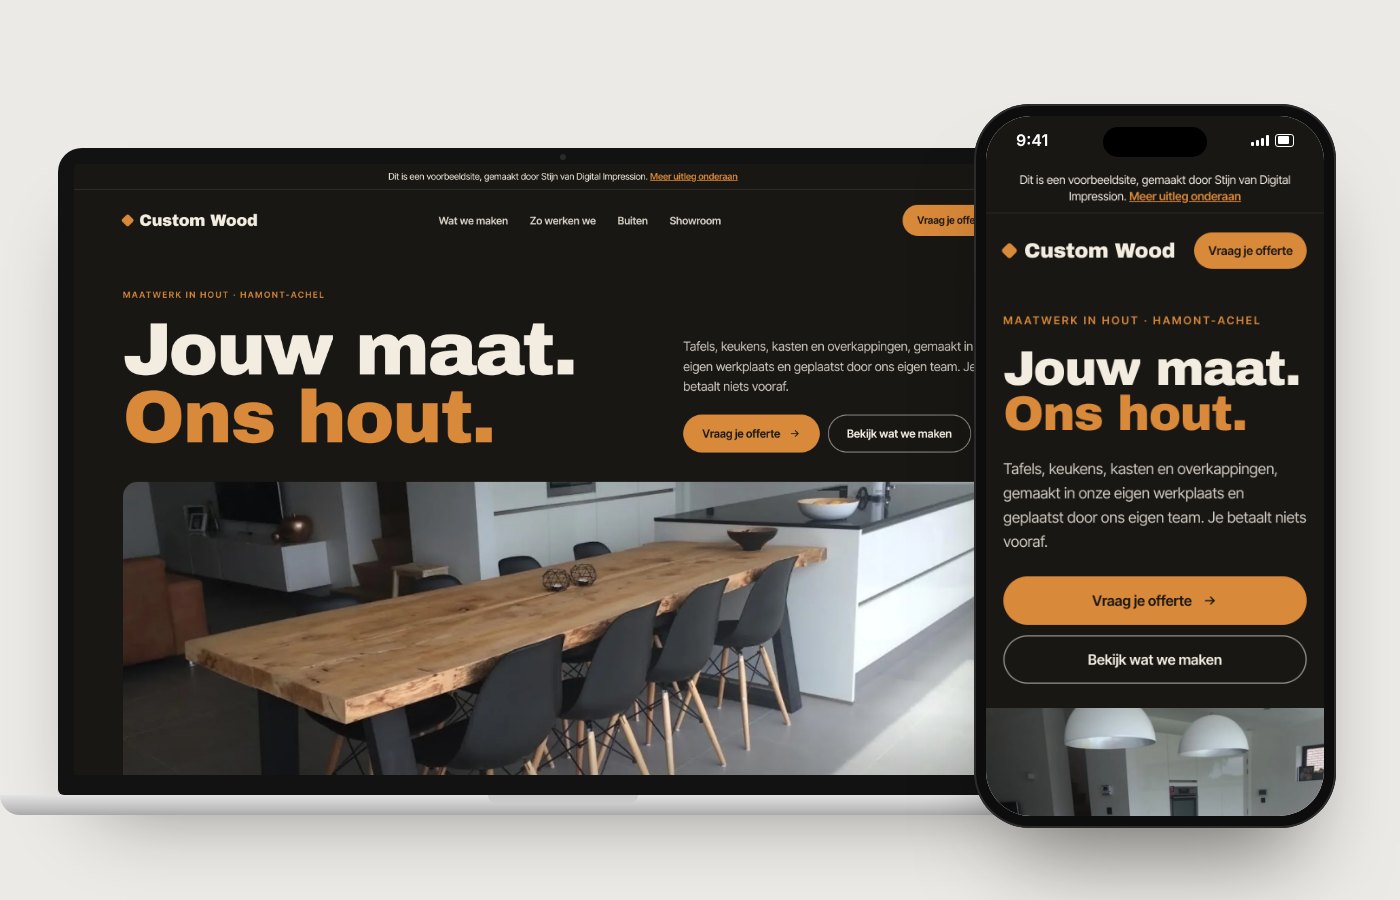 Dit is een voorbeeldsite, gemaakt door Stijn van Digital Impression. Meer uitleg onderaan
Custom Wood
Wat we maken Zo werken we Buiten Showroom
Vraag je offe
MAATWERK IN HOUT · HAMONT-ACHEL
Jouw maat.
Ons hout.
Tafels, keukens, kasten en overkappingen, gemaakt in
eigen werkplaats en geplaatst door ons eigen team. Je
betaalt niets vooraf.
Vraag je offerte →
Bekijk wat we maken
9:41
Dit is een voorbeeldsite, gemaakt door Stijn van Digital
Impression. Meer uitleg onderaan
Custom Wood
Vraag je offerte
MAATWERK IN HOUT · HAMONT-ACHEL
Jouw maat.
Ons hout.
Tafels, keukens, kasten en overkappingen,
gemaakt in onze eigen werkplaats en
geplaatst door ons eigen team. Je betaalt niets
vooraf.
Vraag je offerte →
Bekijk wat we maken